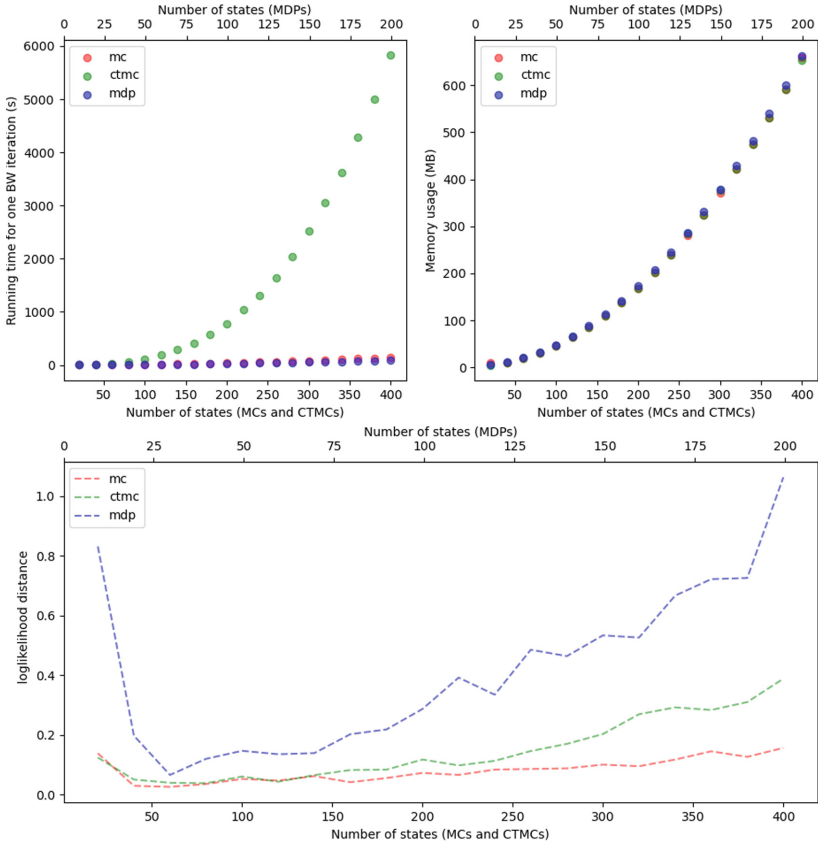 Number of states (MDPs)
0 25 50 75 100 125 150 175 200
6000
5000
4000
3000
2000
1000
0
Running time for one BW iteration (s)
mc
ctmc
mdp
50 100 150 200 250 300 350 400
Number of states (MCs and CTMCs)
Number of states (MDPs)
0 25 50 75 100 125 150 175 200
600
500
400
300
200
100
0
Memory usage (MB)
mc
ctmc
mdp
50 100 150 200 250 300 350 400
Number of states (MCs and CTMCs)
Number of states (MDPs)
0 25 50 75 100 125 150 175 200
1.0
0.8
0.6
0.4
0.2
0.0
loglikelihood distance
mc
ctmc
mdp
50 100 150 200 250 300 350 400
Number of states (MCs and CTMCs)